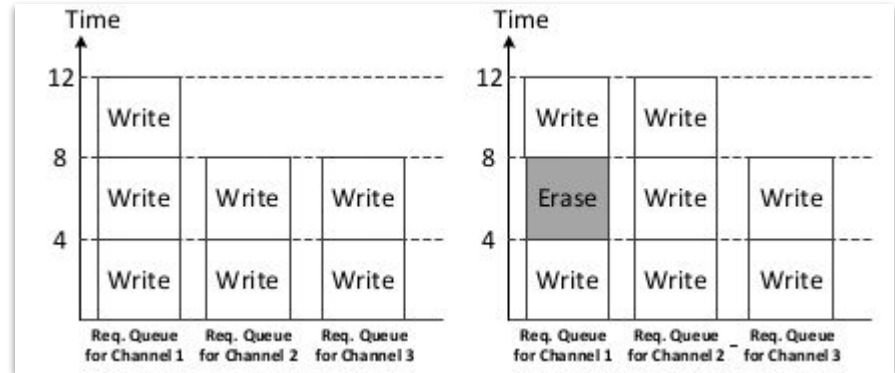 Time
12
Write
8
Write
Write
Write
4
Write
Write
Write
Req. Queue
for Channel 1
Req. Queue
for Channel 2
Req. Queue
for Channel 3
Time
12
Write
Write
8
Erase
Write
Write
4
Write
Write
Write
Req. Queue
for Channel 1
Req. Queue
for Channel 2
Req. Queue
for Channel 3